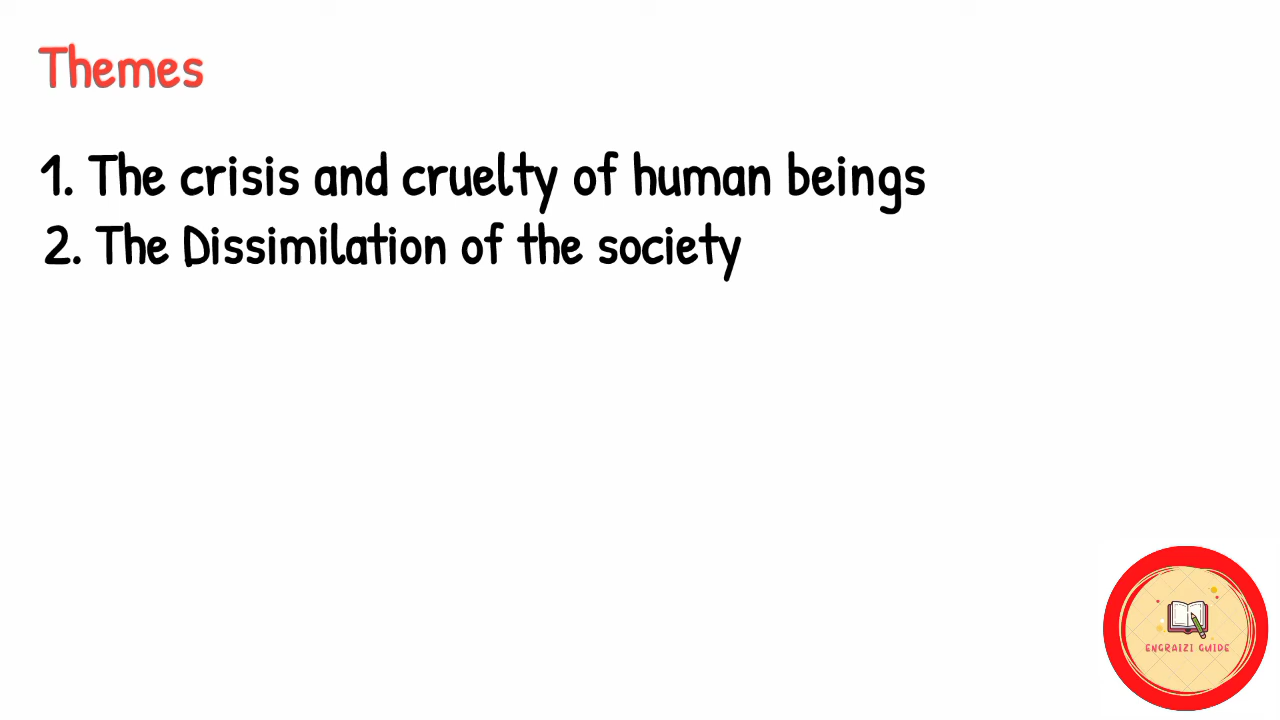 Themes
1. The crisis and cruelty of human beings
2. The Dissimilation of the society
ENGRAIZI GUIDE